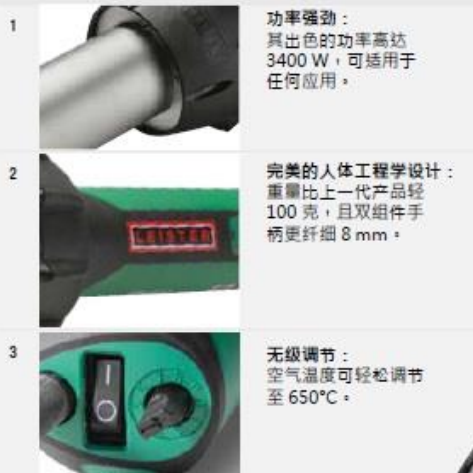 1
功率强劲：
其出色的功率高达
3400 W，可适用于
任何应用。
2
LEISTER
完美的人体工程学设计：
重量比上一代产品轻
100 克，且双组件手
柄更纤细 8 mm。
3
无级调节：
空气温度可轻松调节
至 650°C。